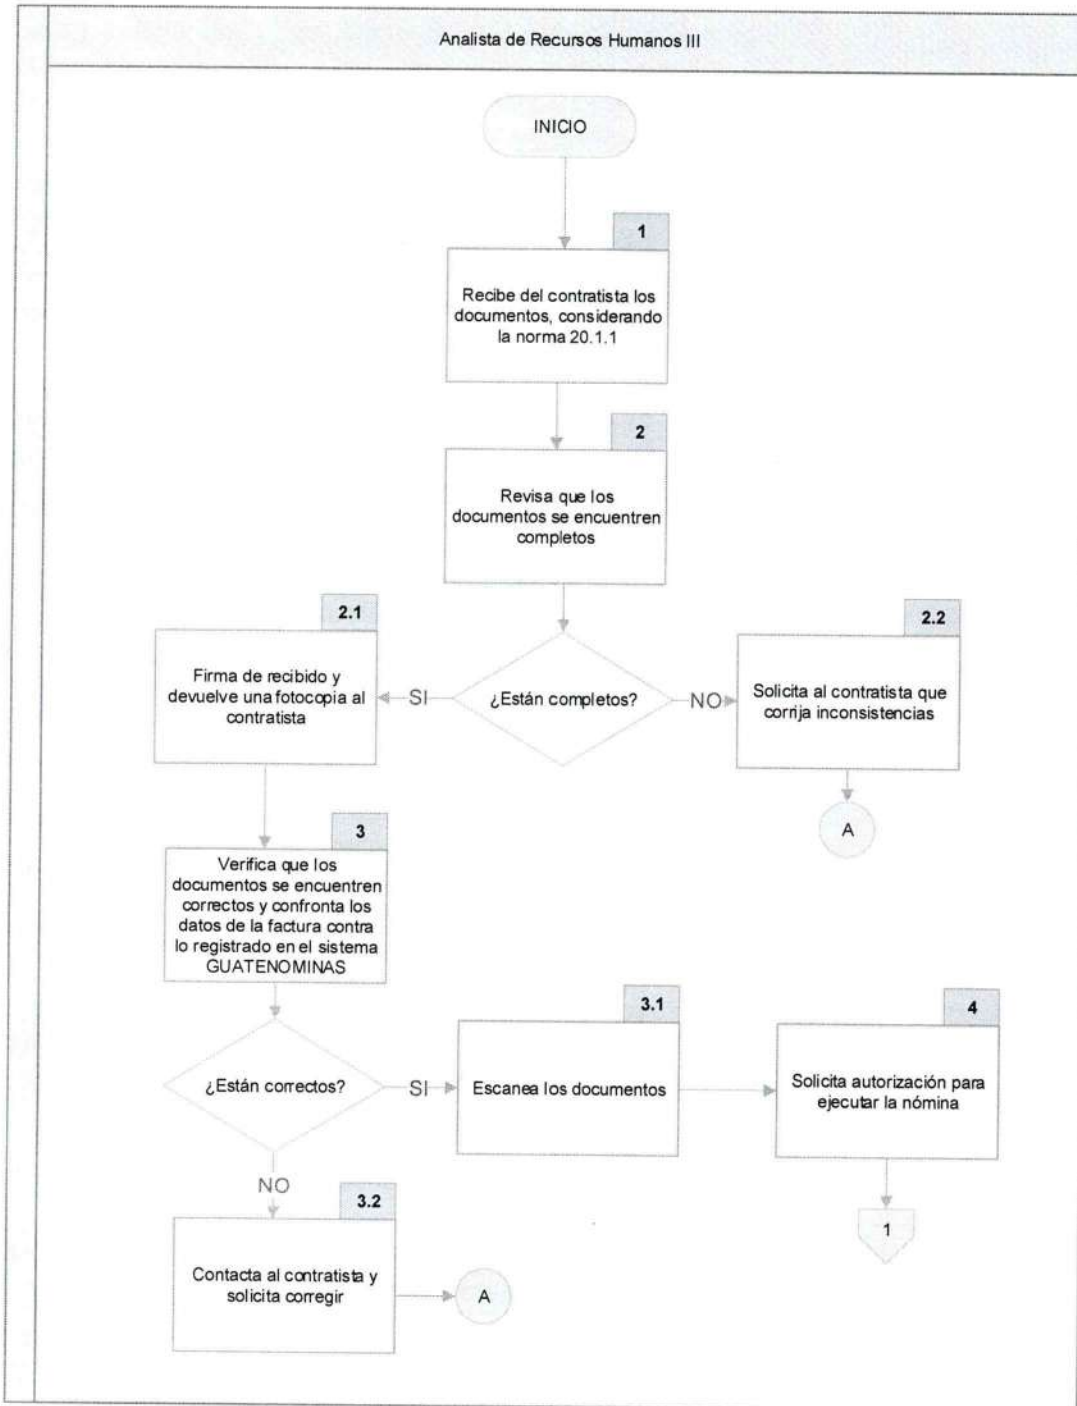 Analista de Recursos Humanos III
INICIO
1
Recibe del contratista los
documentos, considerando
la norma 20.1.1
2
Revisa que los
documentos se encuentren
completos
2.1
Firma de recibido y
devuelve una fotocopia al
contratista
SI
¿Están completos?
NO
2.2
Solicita al contratista que
corrija inconsistencias
A
3
Verifica que los
documentos se encuentren
correctos y confronta los
datos de la factura contra
lo registrado en el sistema
GUATENOMINAS
¿Están correctos?
SI
3.1
Escanea los documentos
4
Solicita autorización para
ejecutar la nómina
1
NO
3.2
Contacta al contratista y
solicita corregir
A